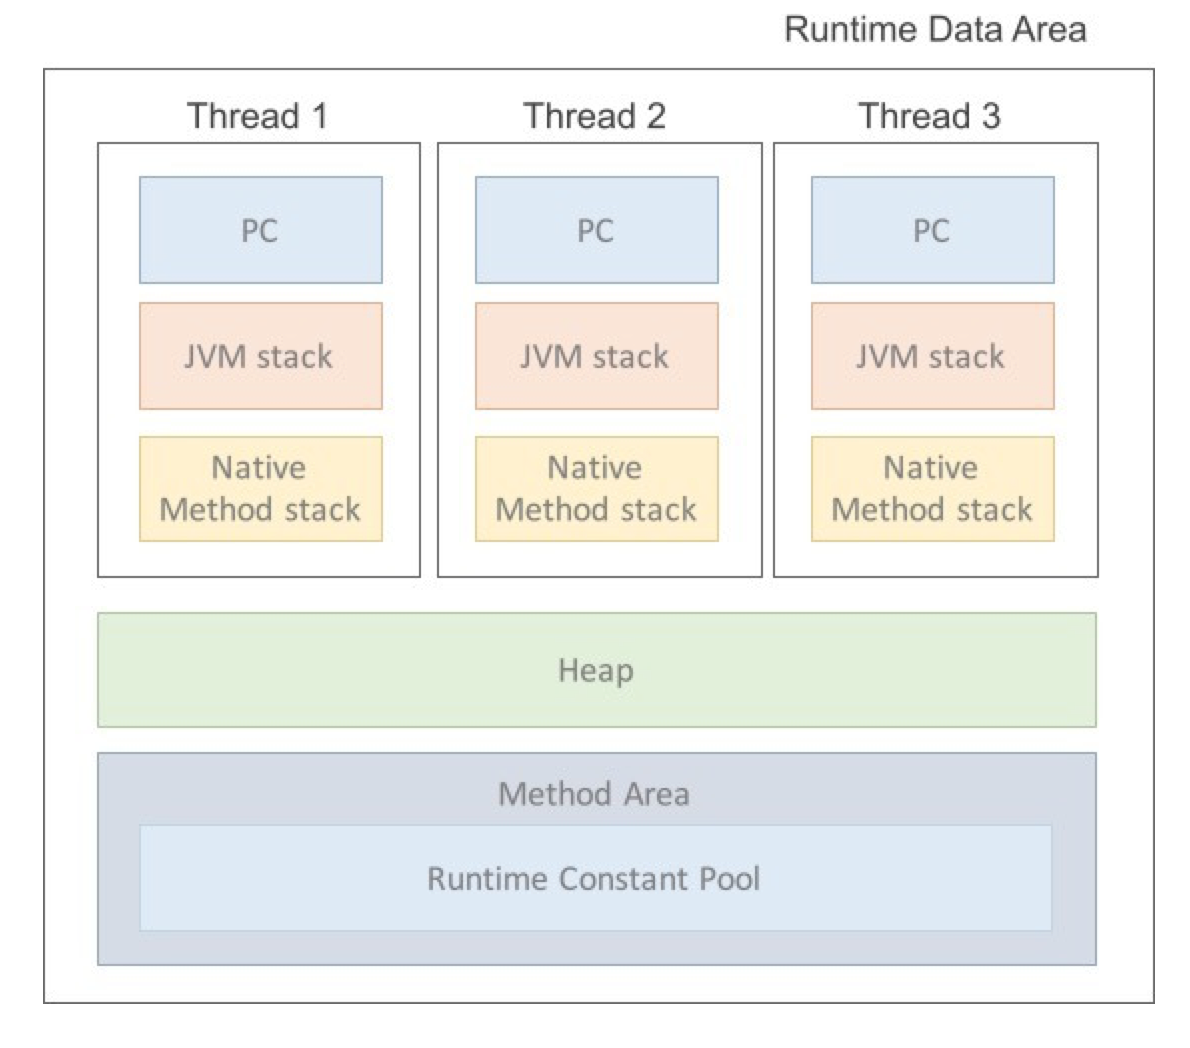 Runtime Data Area
Thread 1
Thread 2
Thread 3
PC
PC
PC
JVM stack
JVM stack
JVM stack
Native
Method stack
Native
Method stack
Native
Method stack
Heap
Method Area
Runtime Constant Pool